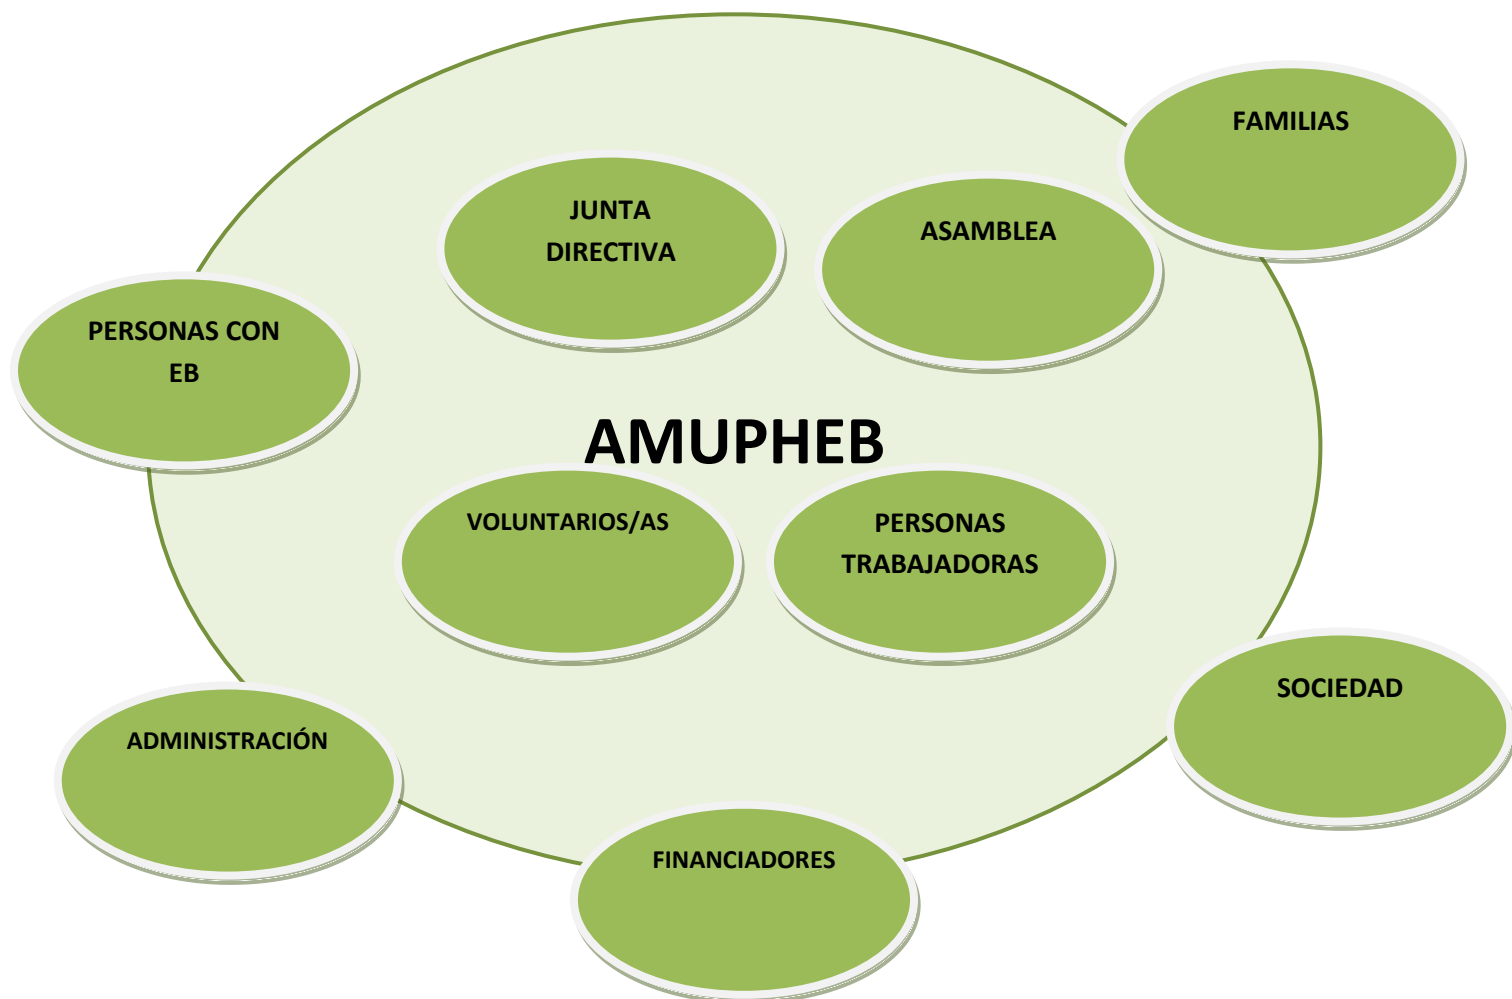 FAMILIAS
JUNTA
DIRECTIVA
ASAMBLEA
PERSONAS CON
EB
AMUPHEB
VOLUNTARIOS/AS
PERSONAS
TRABAJADORAS
SOCIEDAD
ADMINISTRACIÓN
FINANCIADORES